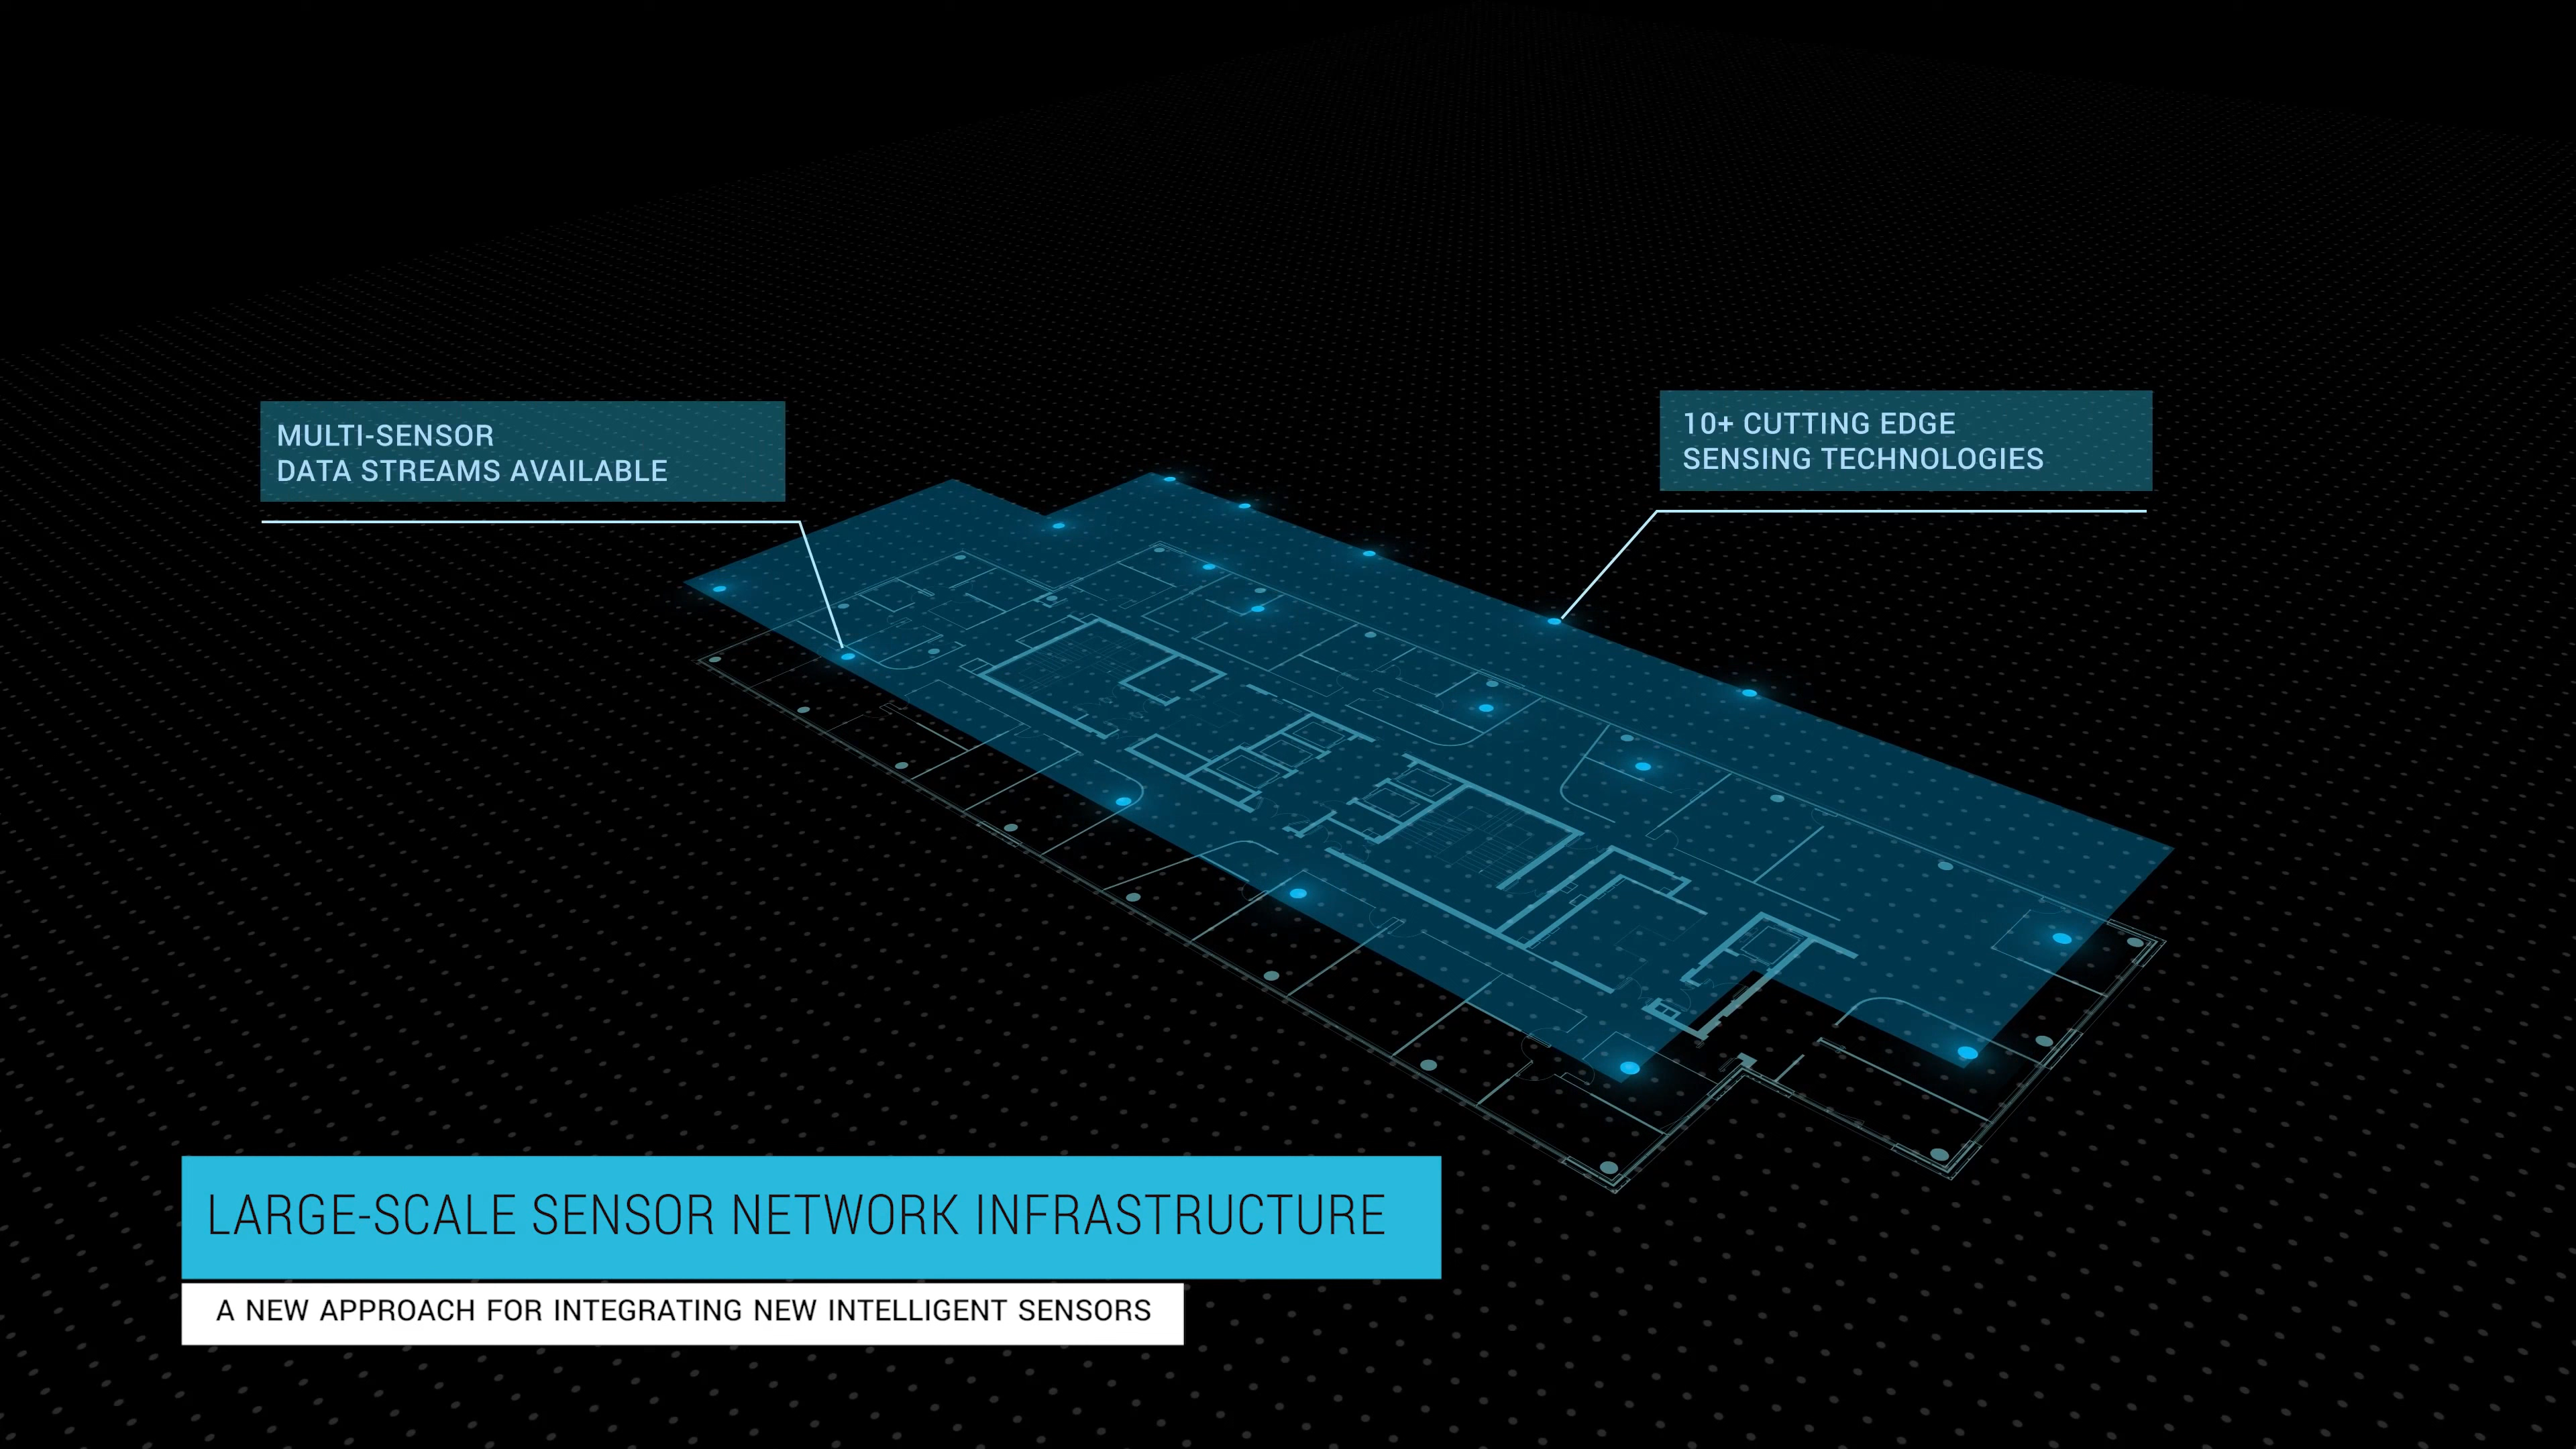 MULTI-SENSOR
DATA STREAMS AVAILABLE
10+ CUTTING EDGE
SENSING TECHNOLOGIES
LARGE-SCALE SENSOR NETWORK INFRASTRUCTURE
A NEW APPROACH FOR INTEGRATING NEW INTELLIGENT SENSORS